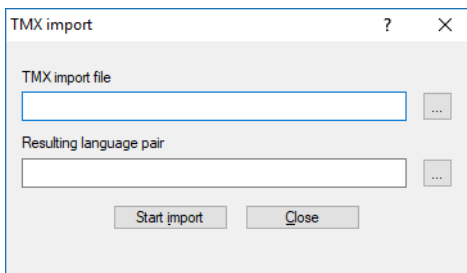 TMX import ?
TMX import file
...
Resulting language pair
...
Start import Close